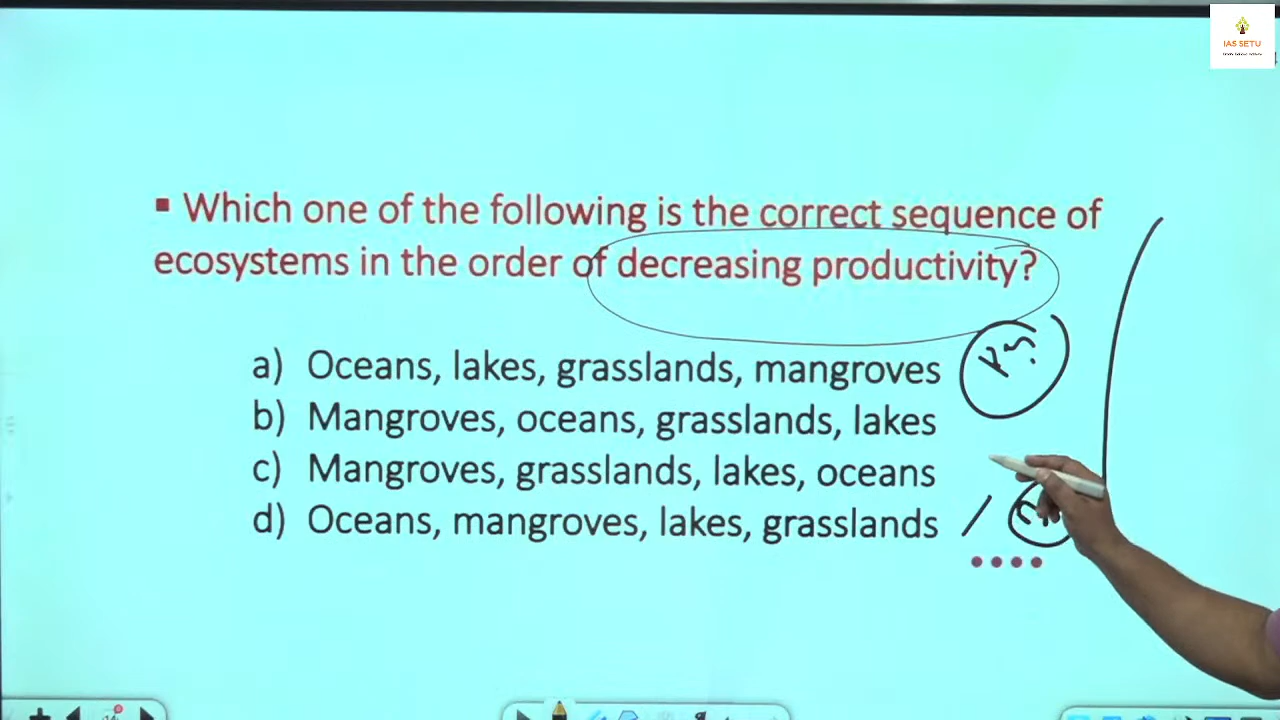 IAS SETU
▪ Which one of the following is the correct sequence of
ecosystems in the order of decreasing productivity?
a) Oceans, lakes, grasslands, mangroves
b) Mangroves, oceans, grasslands, lakes
c) Mangroves, grasslands, lakes, oceans
d) Oceans, mangroves, lakes, grasslands